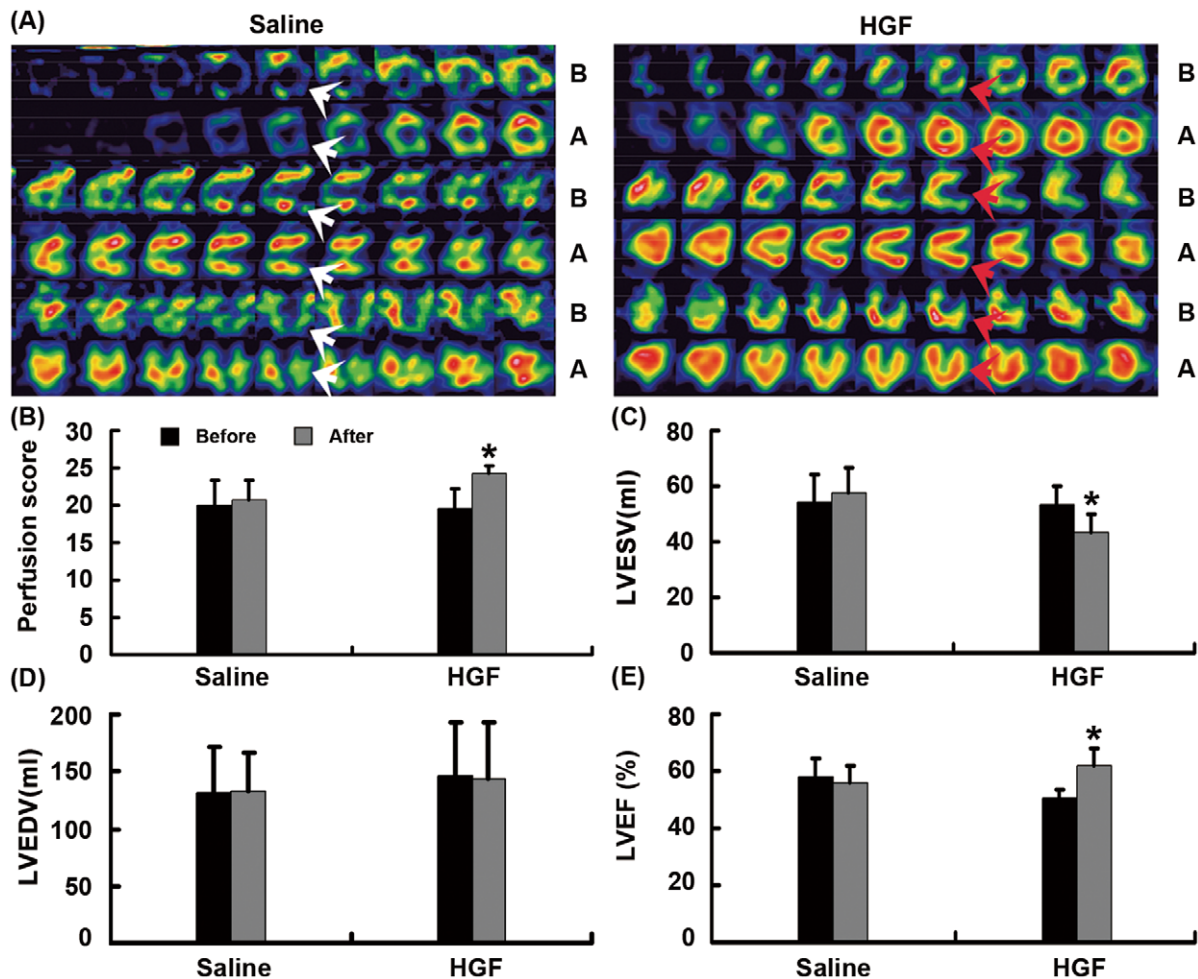 (A)
Saline
HGF
B
A
B
A
B
A
B
A
B
A
B
A
(B)
Perfusion score
30
25
20
15
10
5
0
Before
After
*
Saline
HGF
(C)
LVESV(ml)
80
60
40
20
0
*
Saline
HGF
(D)
LVEDV(ml)
200
150
100
50
0
Saline
HGF
(E)
LVEF (%)
80
60
40
20
0
*
Saline
HGF